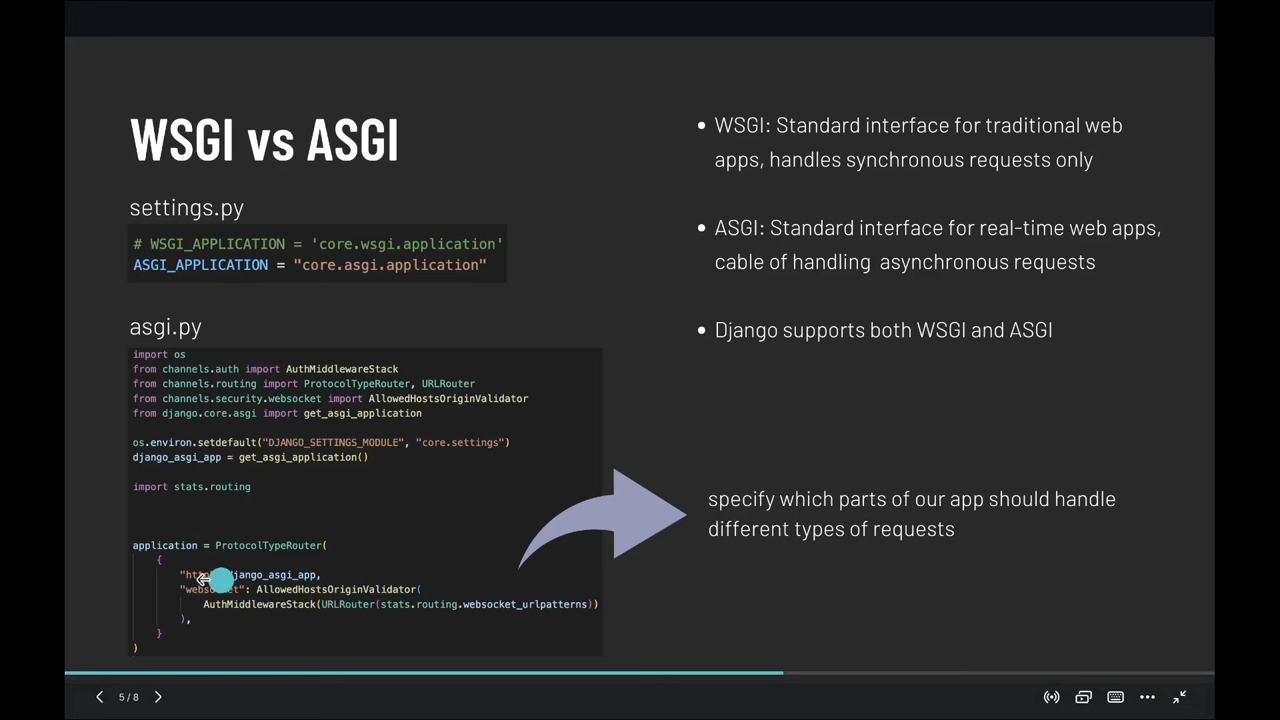 WSGI vs ASGI
settings.py
# WSGI_APPLICATION = 'core.wsgi.application'
ASGI_APPLICATION = "core.asgi.application"
asgi.py
import os
from channels.auth import AuthMiddlewareStack
from channels.routing import ProtocolTypeRouter, URLRouter
from channels.security.websocket import AllowedHostsOriginValidator
from django.core.asgi import get_asgi_application
os.environ.setdefault("DJANGO_SETTINGS_MODULE", "core.settings")
django_asgi_app = get_asgi_application()
import stats.routing
application = ProtocolTypeRouter(
{
django_asgi_app,
"websocket": AllowedHostsOriginValidator(
AuthMiddlewareStack(URLRouter(stats.routing.websocket_urlpatterns))
),
}
)
• WSGI: Standard interface for traditional web
apps, handles synchronous requests only
• ASGI: Standard interface for real-time web apps,
cable of handling asynchronous requests
• Django supports both WSGI and ASGI
specify which parts of our app should handle
different types of requests
5/8